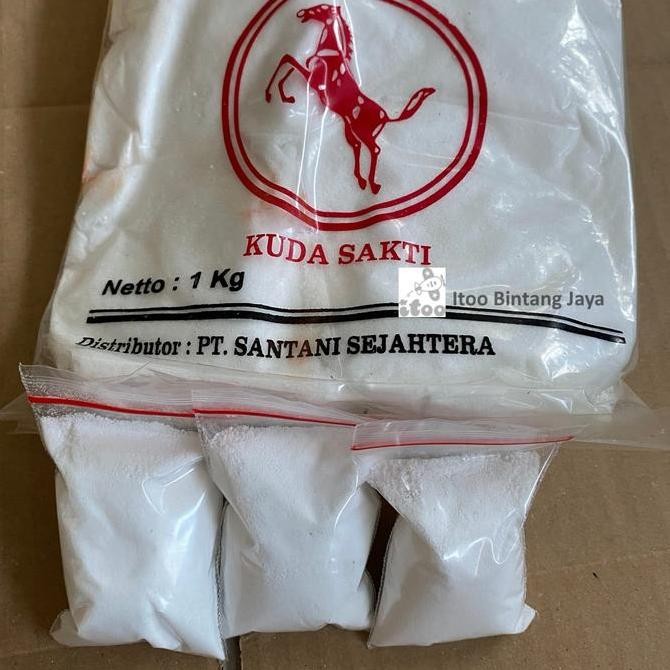 KUDA SAKTI
Netto : 1 Kg
itoo
Itoo Bintang Jaya
Distributor : PT. SANTANI SEJAHTERA